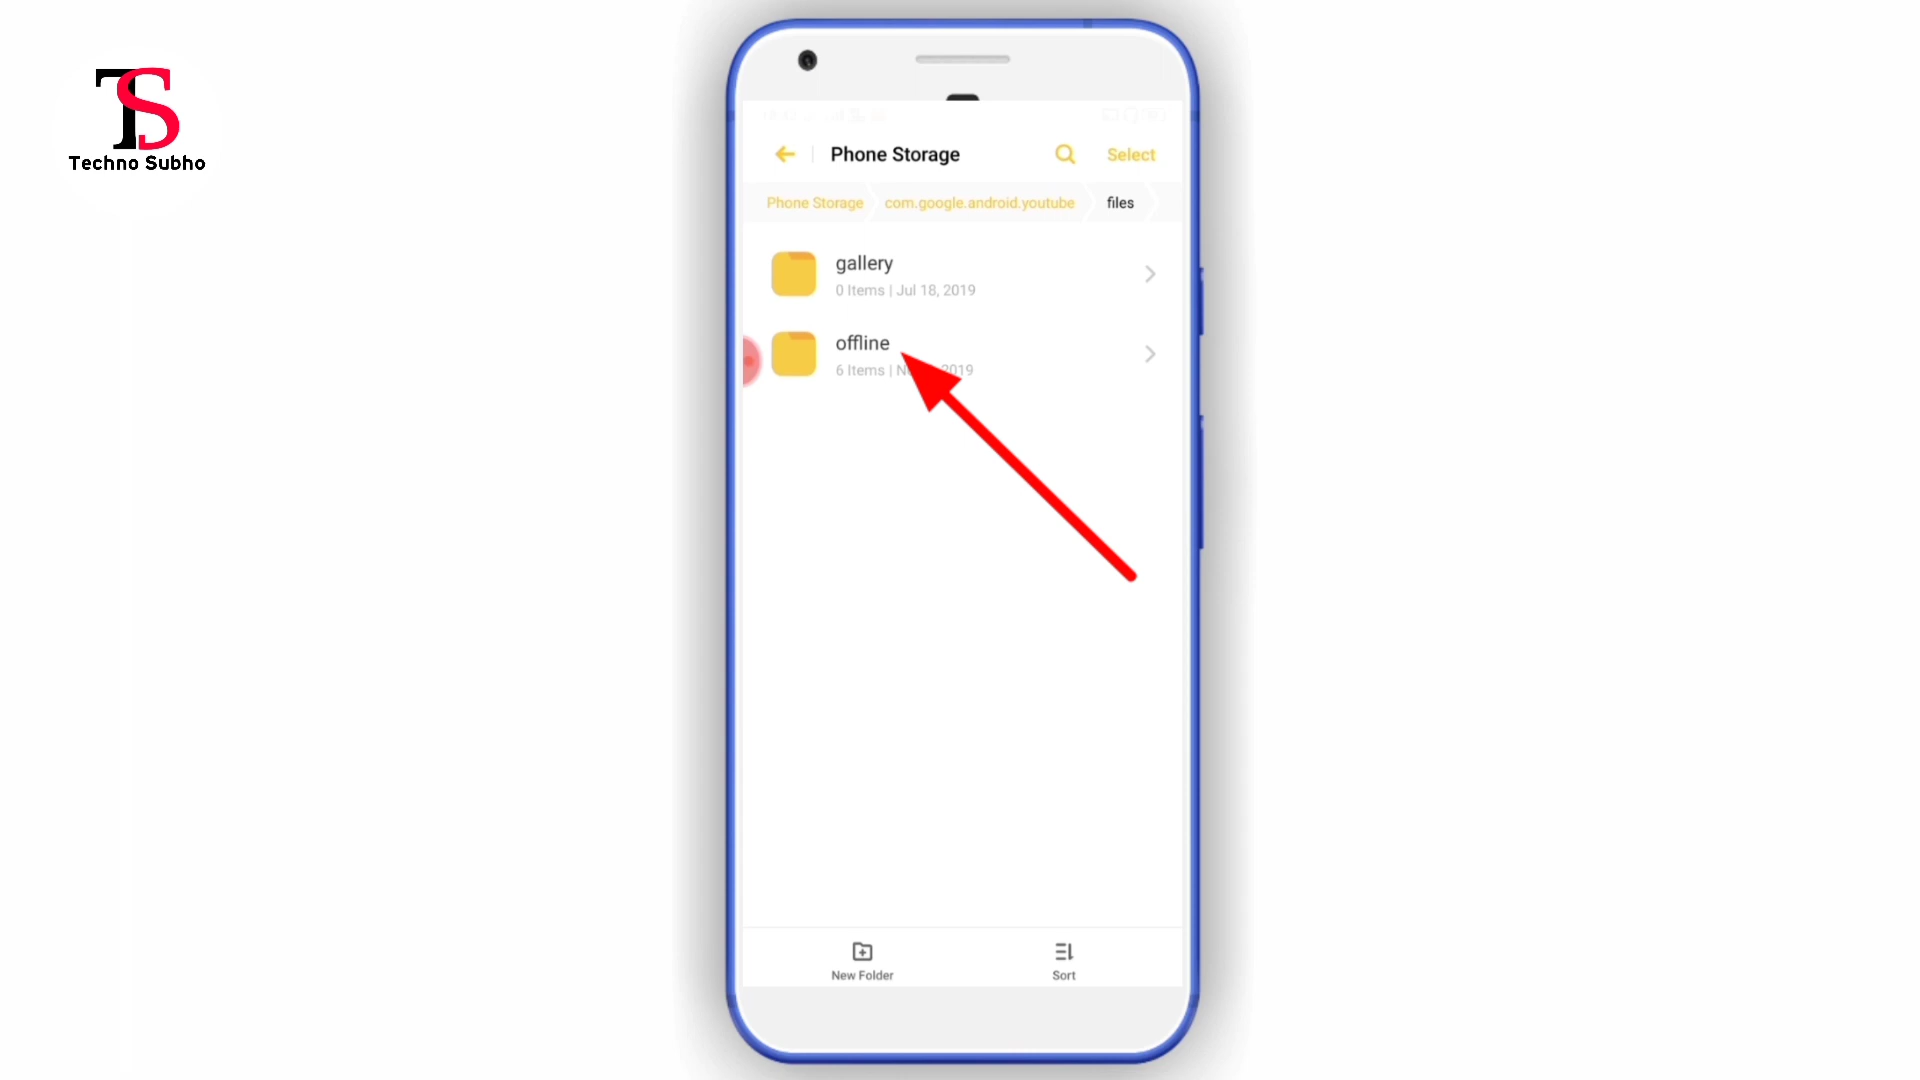 TS
Techno Subho
Phone Storage
Select
Phone Storage
com.google.android.youtube
files
gallery
0 Items | Jul 18, 2019
offline
6 Items | 2019
New Folder
Sort